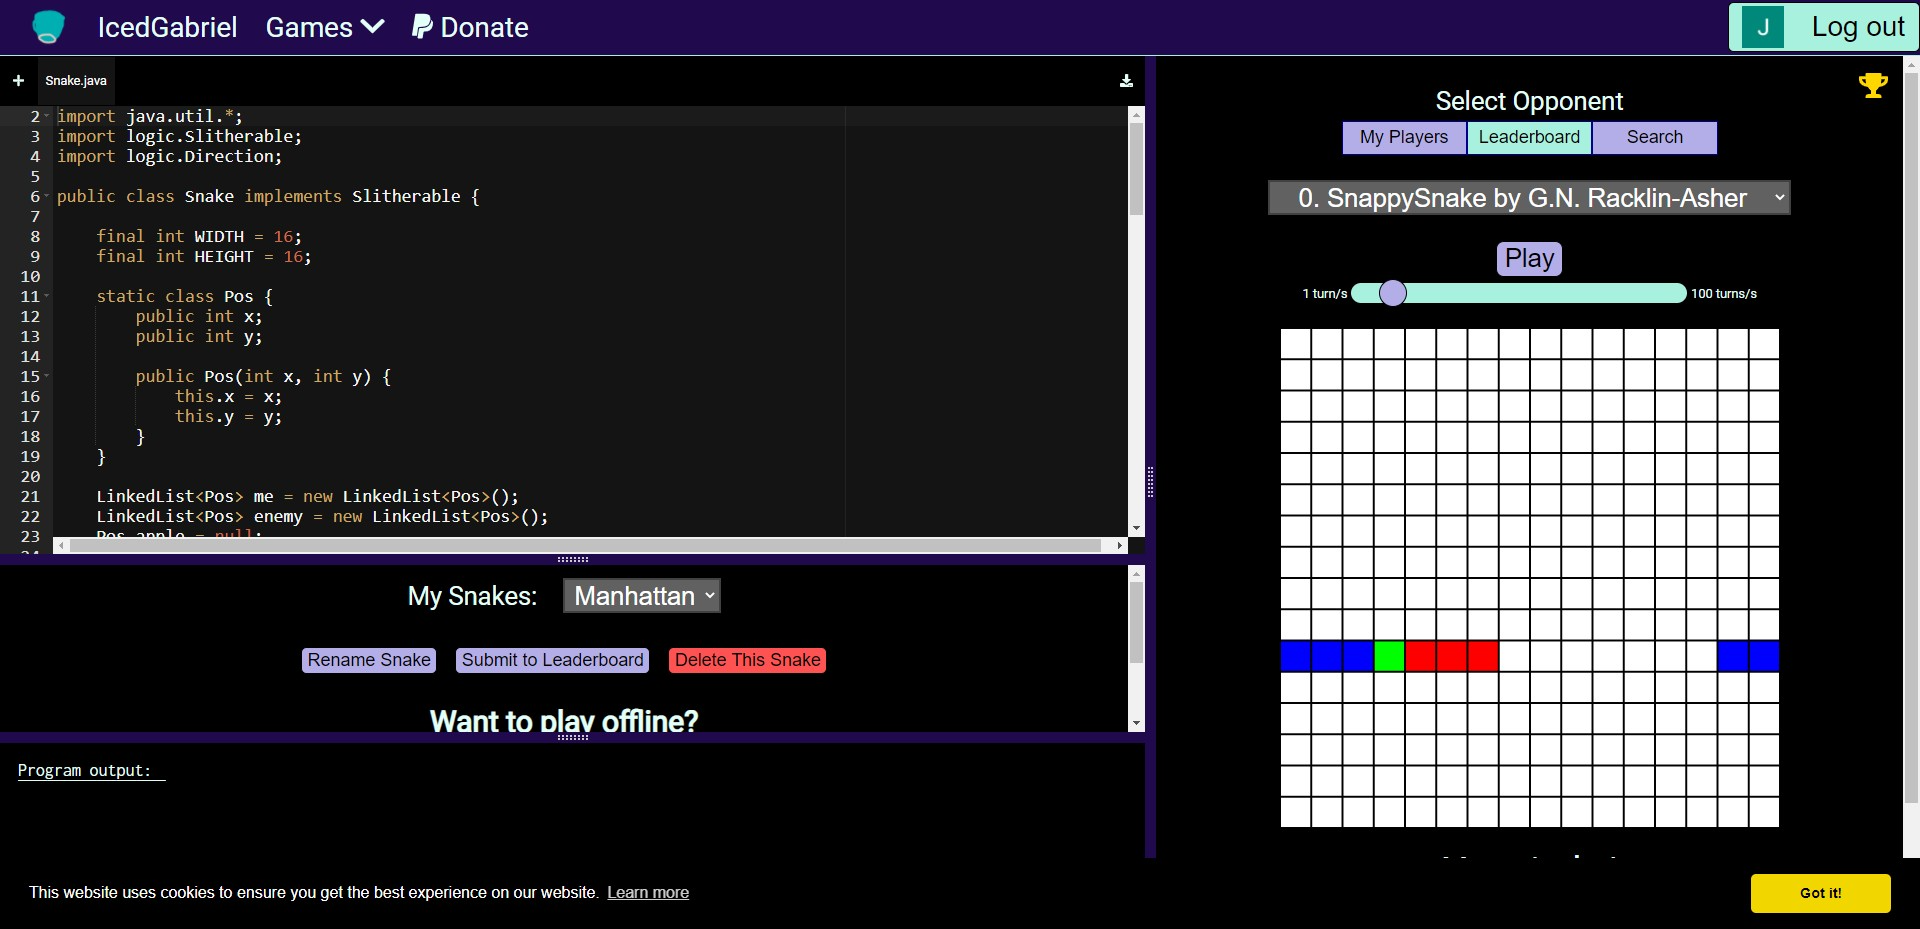 IcedGabriel Games Donate J Log out
+ Snake.java
2 import java.util.*;
3 import logic.Slitherable;
4 import logic.Direction;
5
6 public class Snake implements Slitherable {
7
8 final int WIDTH = 16;
9 final int HEIGHT = 16;
10
11 static class Pos {
12 public int x;
13 public int y;
14
15 public Pos(int x, int y) {
16 this.x = x;
17 this.y = y;
18 }
19 }
20
21 LinkedList<Pos> me = new LinkedList<Pos>();
22 LinkedList<Pos> enemy = new LinkedList<Pos>();
23 Pos apple = null;
My Snakes: Manhattan
Rename Snake Submit to Leaderboard Delete This Snake
Want to play offline?
Program output:
Select Opponent
My Players Leaderboard Search
0. SnappySnake by G.N. Racklin-Asher
Play
1 turn/s 100 turns/s
This website uses cookies to ensure you get the best experience on our website. Learn more
Got it!